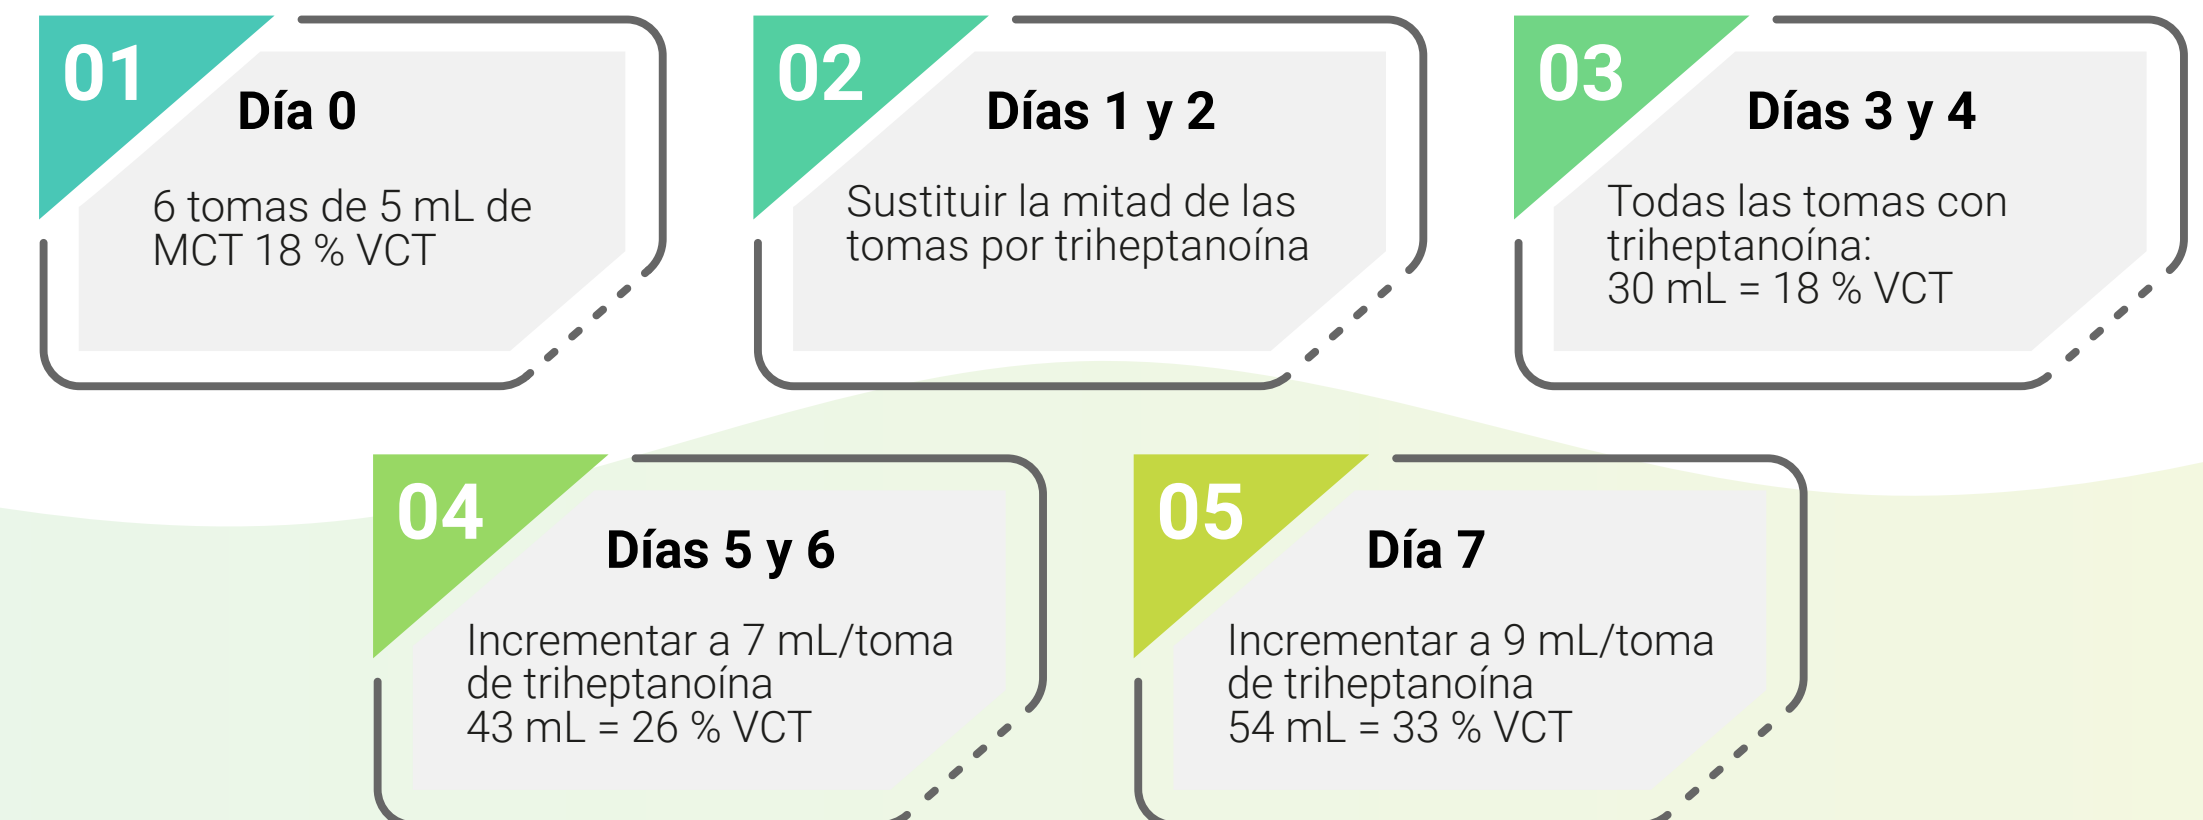 01
Día 0
6 tomas de 5 mL de
MCT 18 % VCT
02
Días 1 y 2
Sustituir la mitad de las
tomas por triheptanoína
03
Días 3 y 4
Todas las tomas con
triheptanoína:
30 mL = 18 % VCT
04
Días 5 y 6
Incrementar a 7 mL/toma
de triheptanoína
43 mL = 26 % VCT
05
Día 7
Incrementar a 9 mL/toma
de triheptanoína
54 mL = 33 % VCT